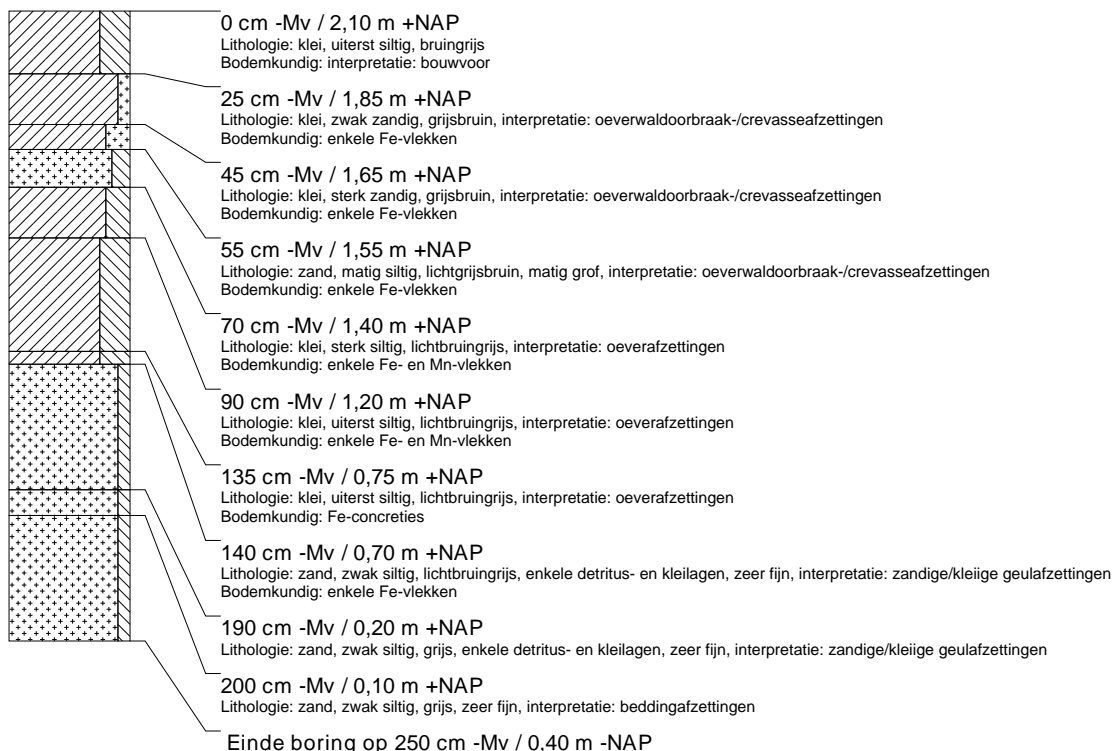 0 cm -Mv / 2,10 m +NAP
Lithologie: klei, uiterst siltig, bruingrijs
Bodemkundig: interpretatie: bouwvoor
25 cm -Mv / 1,85 m +NAP
Lithologie: klei, zwak zandig, grijsbruin, interpretatie: oeverwaldoorbraak-/crevasseafzettingen
Bodemkundig: enkele Fe-vlekken
45 cm -Mv / 1,65 m +NAP
Lithologie: klei, sterk zandig, grijsbruin, interpretatie: oeverwaldoorbraak-/crevasseafzettingen
Bodemkundig: enkele Fe-vlekken
55 cm -Mv / 1,55 m +NAP
Lithologie: zand, matig siltig, lichtgrijsbruin, matig grof, interpretatie: oeverwaldoorbraak-/crevasseafzettingen
Bodemkundig: enkele Fe-vlekken
70 cm -Mv / 1,40 m +NAP
Lithologie: klei, sterk siltig, lichtbruingrijs, interpretatie: oeverafzettingen
Bodemkundig: enkele Fe- en Mn-vlekken
90 cm -Mv / 1,20 m +NAP
Lithologie: klei, uiterst siltig, lichtbruingrijs, interpretatie: oeverafzettingen
Bodemkundig: enkele Fe- en Mn-vlekken
135 cm -Mv / 0,75 m +NAP
Lithologie: klei, uiterst siltig, lichtbruingrijs, interpretatie: oeverafzettingen
Bodemkundig: Fe-concreties
140 cm -Mv / 0,70 m +NAP
Lithologie: zand, zwak siltig, lichtbruingrijs, enkele detritus- en kleilagen, zeer fijn, interpretatie: zandige/kleiige geulafzettingen
Bodemkundig: enkele Fe-vlekken
190 cm -Mv / 0,20 m +NAP
Lithologie: zand, zwak siltig, grijs, enkele detritus- en kleilagen, zeer fijn, interpretatie: zandige/kleiige geulafzettingen
200 cm -Mv / 0,10 m +NAP
Lithologie: zand, zwak siltig, grijs, zeer fijn, interpretatie: beddingafzettingen
Einde boring op 250 cm -Mv / 0,40 m -NAP